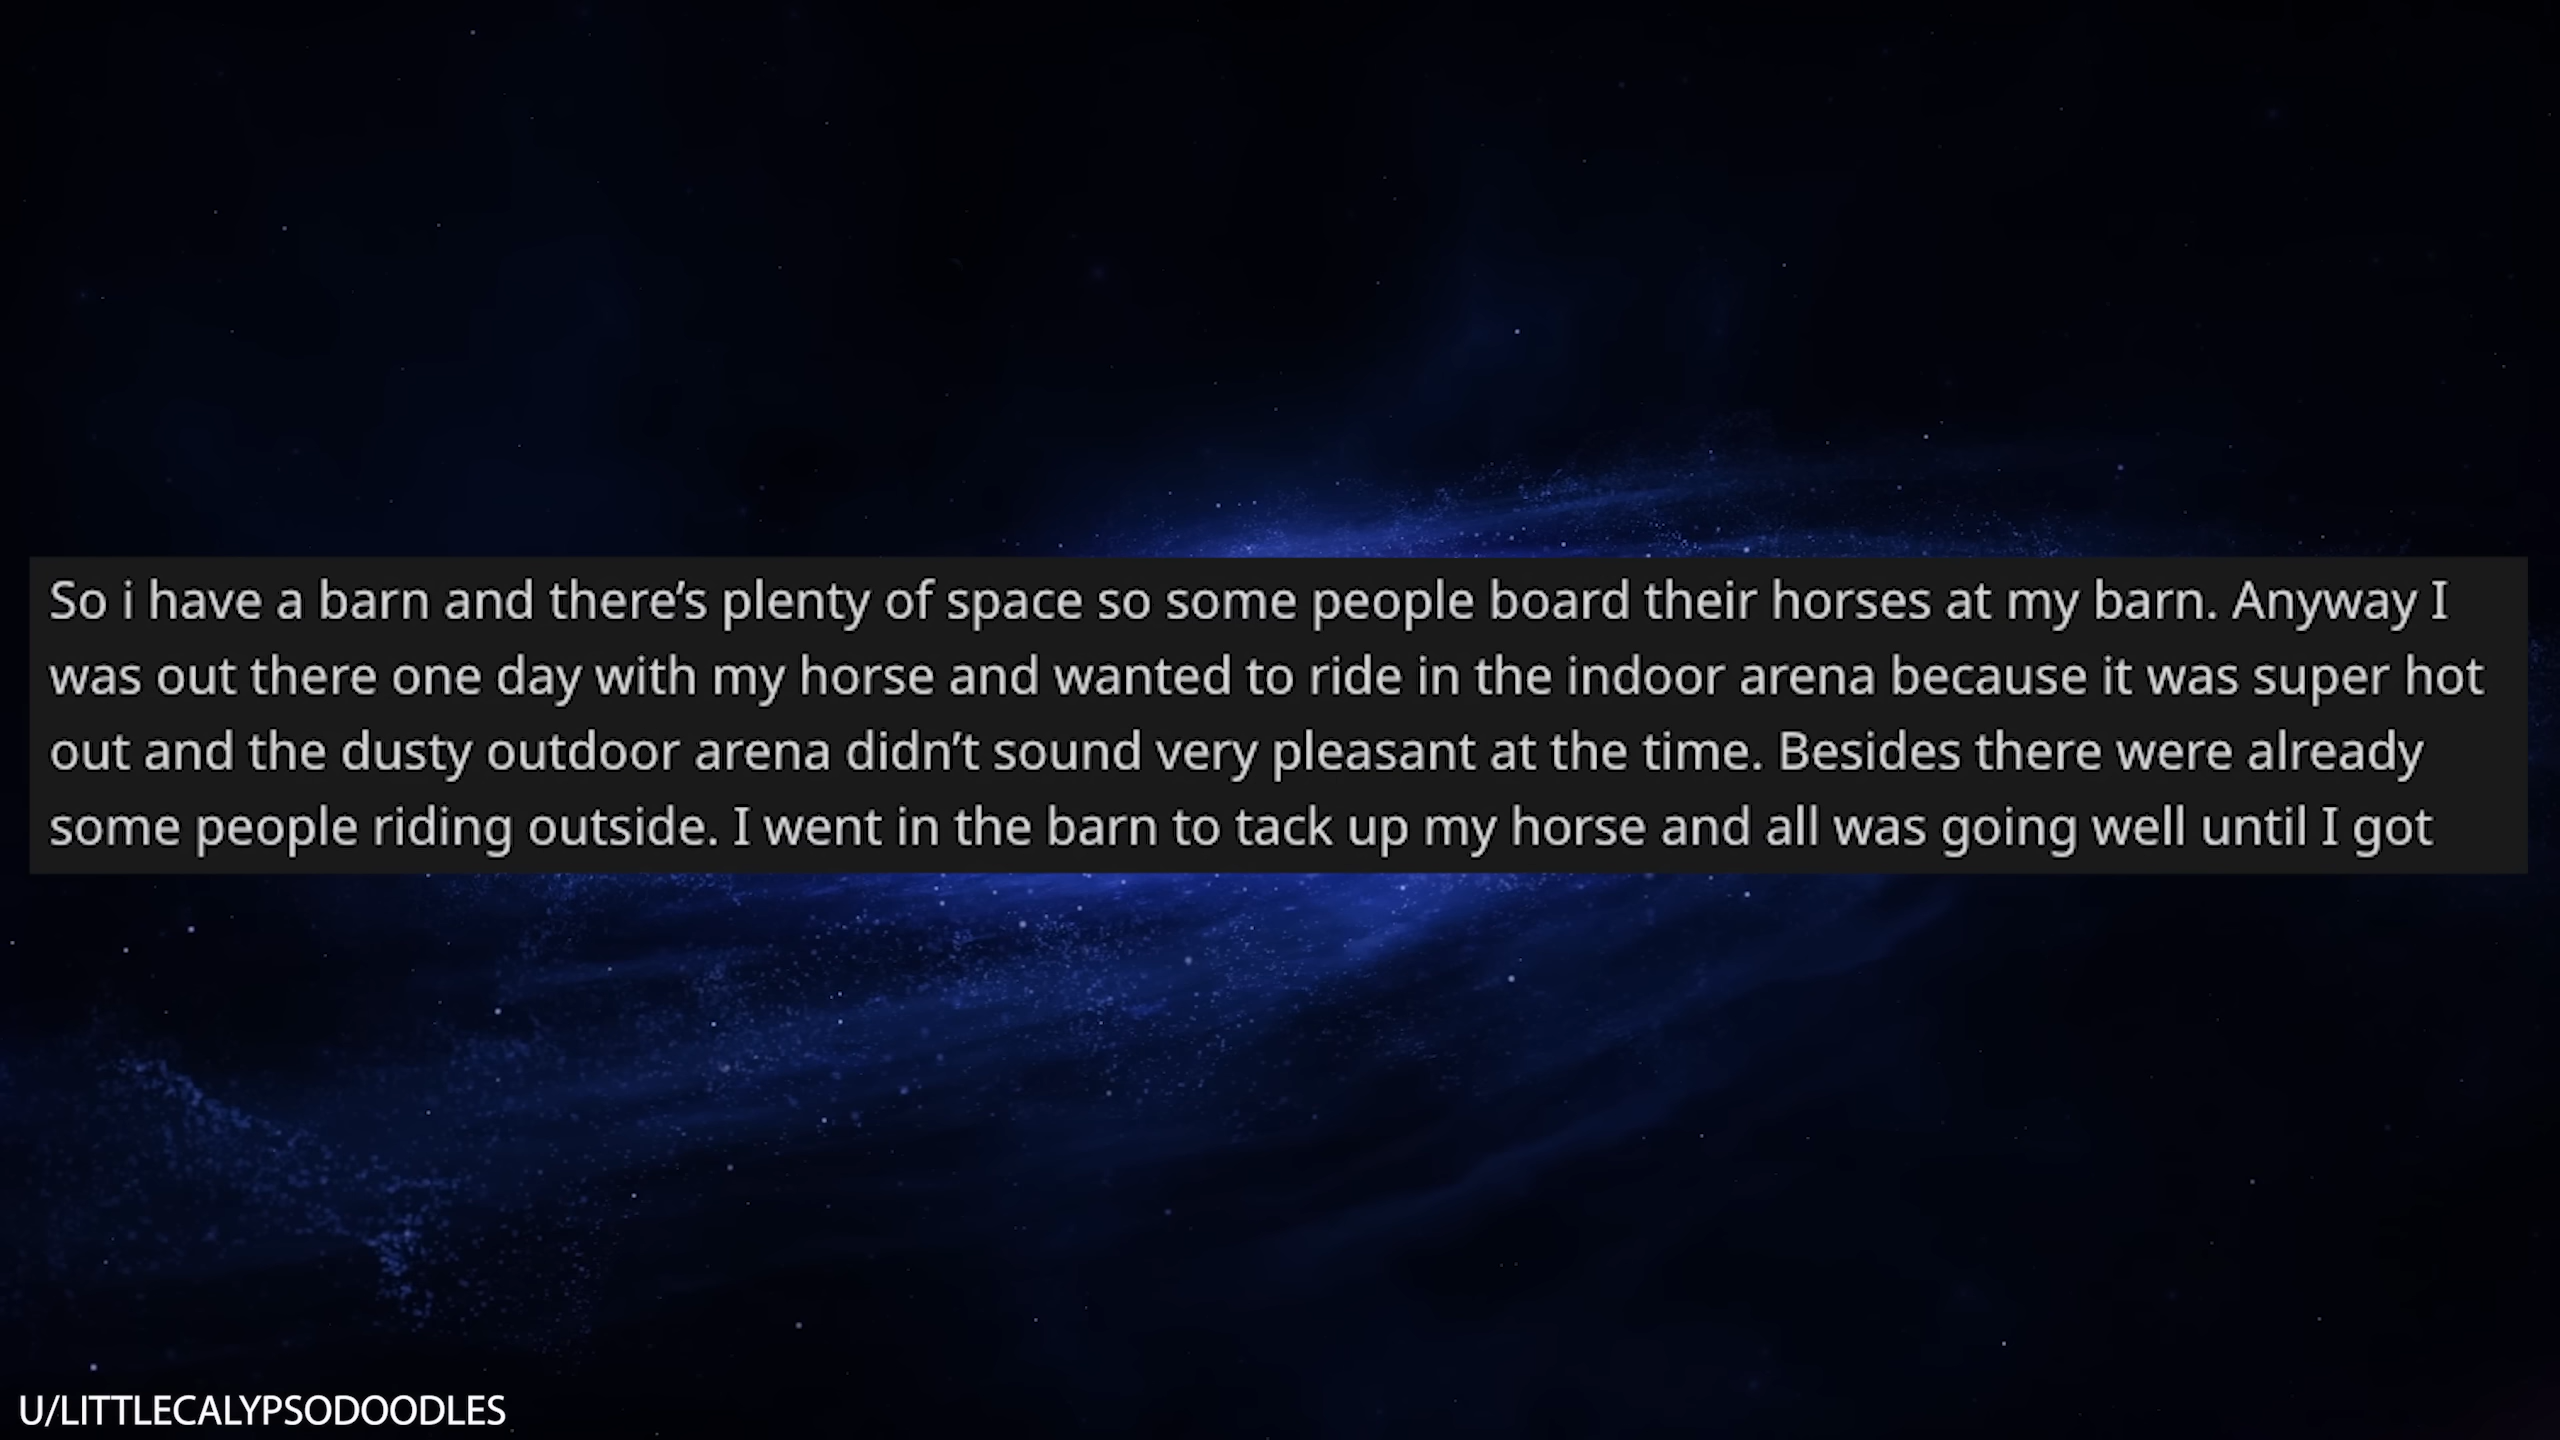 So i have a barn and there’s plenty of space so some people board their horses at my barn. Anyway I
was out there one day with my horse and wanted to ride in the indoor arena because it was super hot
out and the dusty outdoor arena didn’t sound very pleasant at the time. Besides there were already
some people riding outside. I went in the barn to tack up my horse and all was going well until I got
U/LITTLECALYPSODOODLES